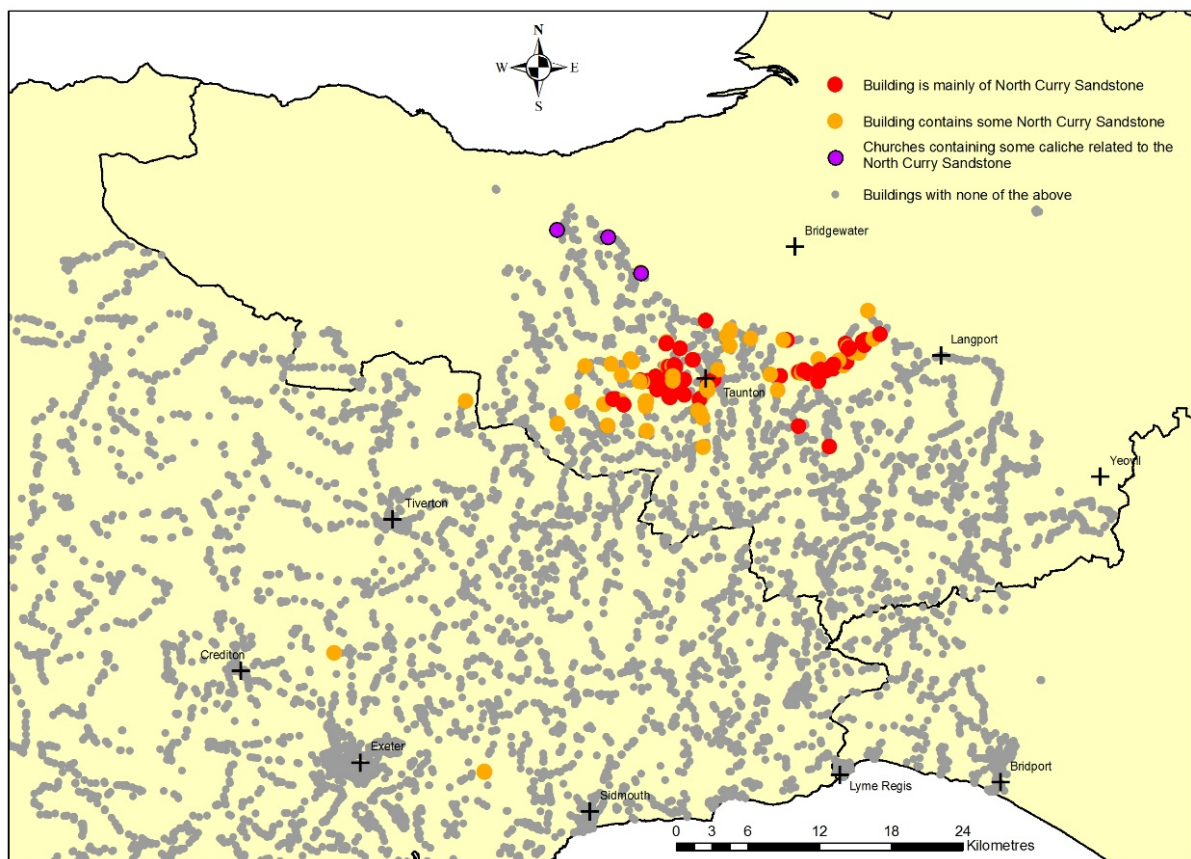 N
W E
S
Building is mainly of North Curry Sandstone
Building contains some North Curry Sandstone
Churches containing some caliche related to the
North Curry Sandstone
Buildings with none of the above
Bridgewater
Langport
Taunton
Yeovil
Tiverton
Crediton
Exeter
Sidmouth
Lyme Regis
Bridport
0 3 6 12 18 24
Kilometres